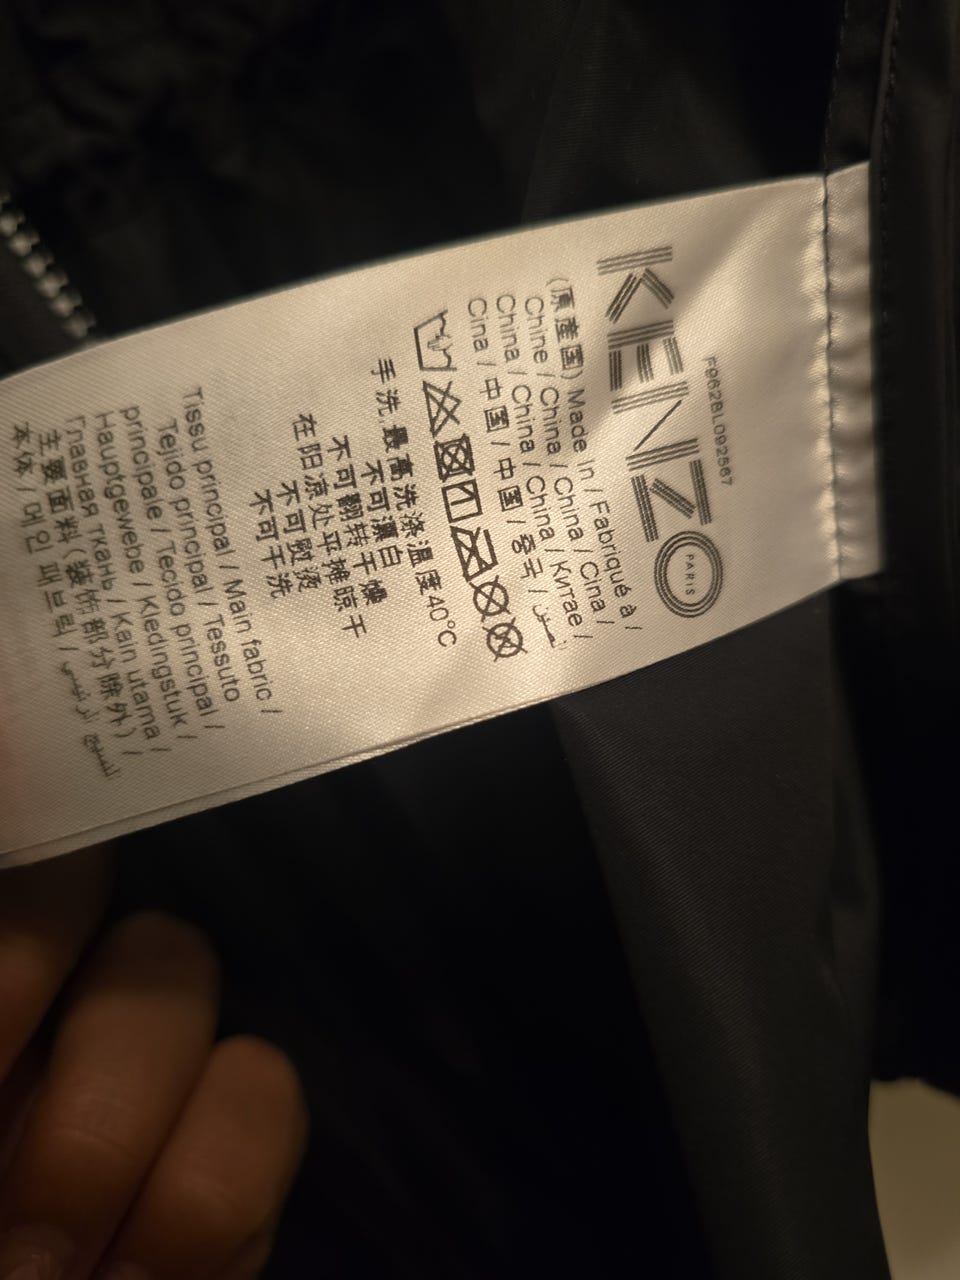 F962BL092567
KENZO
PARIS
(原産国) Made In / Fabriqué à /
Chine / China / China / Cina /
China / China / China / Китае /
Cina / 中国 / 中国 / 중국 /
手洗,最高洗涤温度40°C
不可漂白
不可翻转干燥
在阳凉处平摊晾干
不可熨烫
不可干洗
Tissu principal / Main fabric /
Tejido principal / Tessuto
principale / Tecido principal /
Hauptgewebe / Kledingstuk /
Главная ткань / Kain utama /
主要面料(装饰部分除外) /
本体 / 메인 패브릭 /